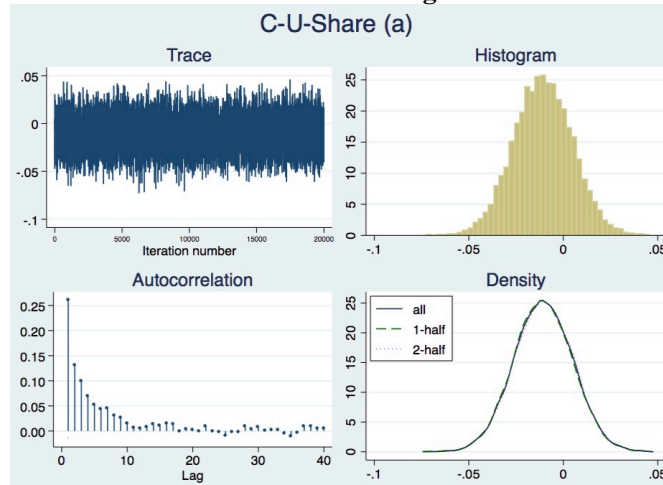 C-U-Share (a)
Trace
.05
0
-.05
-.1
0 5000 10000 15000 20000
Iteration number
Histogram
25
20
15
10
5
0
-.1 -.05 0 .05
Autocorrelation
0.25
0.20
0.15
0.10
0.05
0.00
0 10 20 30 40
Lag
Density
all
1-half
2-half
25
20
15
10
5
0
-.1 -.05 0 .05